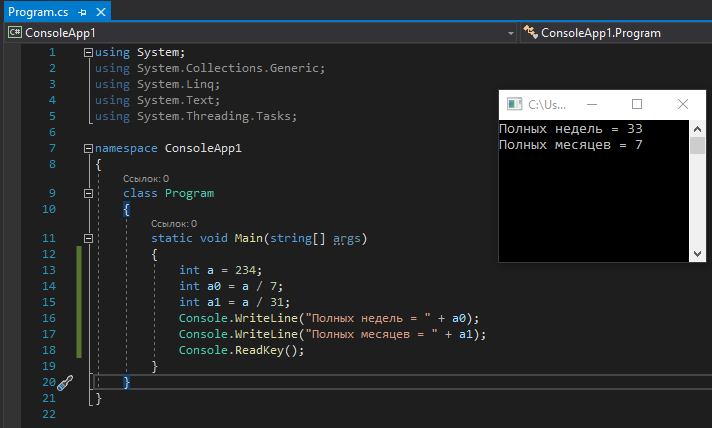 Program.cs
ConsoleApp1
ConsoleApp1.Program
1 using System;
2 using System.Collections.Generic;
3 using System.Linq;
4 using System.Text;
5 using System.Threading.Tasks;
6
7 namespace ConsoleApp1
8 {
Ссылок: 0
9 class Program
10 {
Ссылок: 0
11 static void Main(string[] args)
12 {
13 int a = 234;
14 int a0 = a / 7;
15 int a1 = a / 31;
16 Console.WriteLine("Полных недель = " + a0);
17 Console.WriteLine("Полных месяцев = " + a1);
18 Console.ReadKey();
19 }
20 }
21 }
22
C:\Us...
Полных недель = 33
Полных месяцев = 7